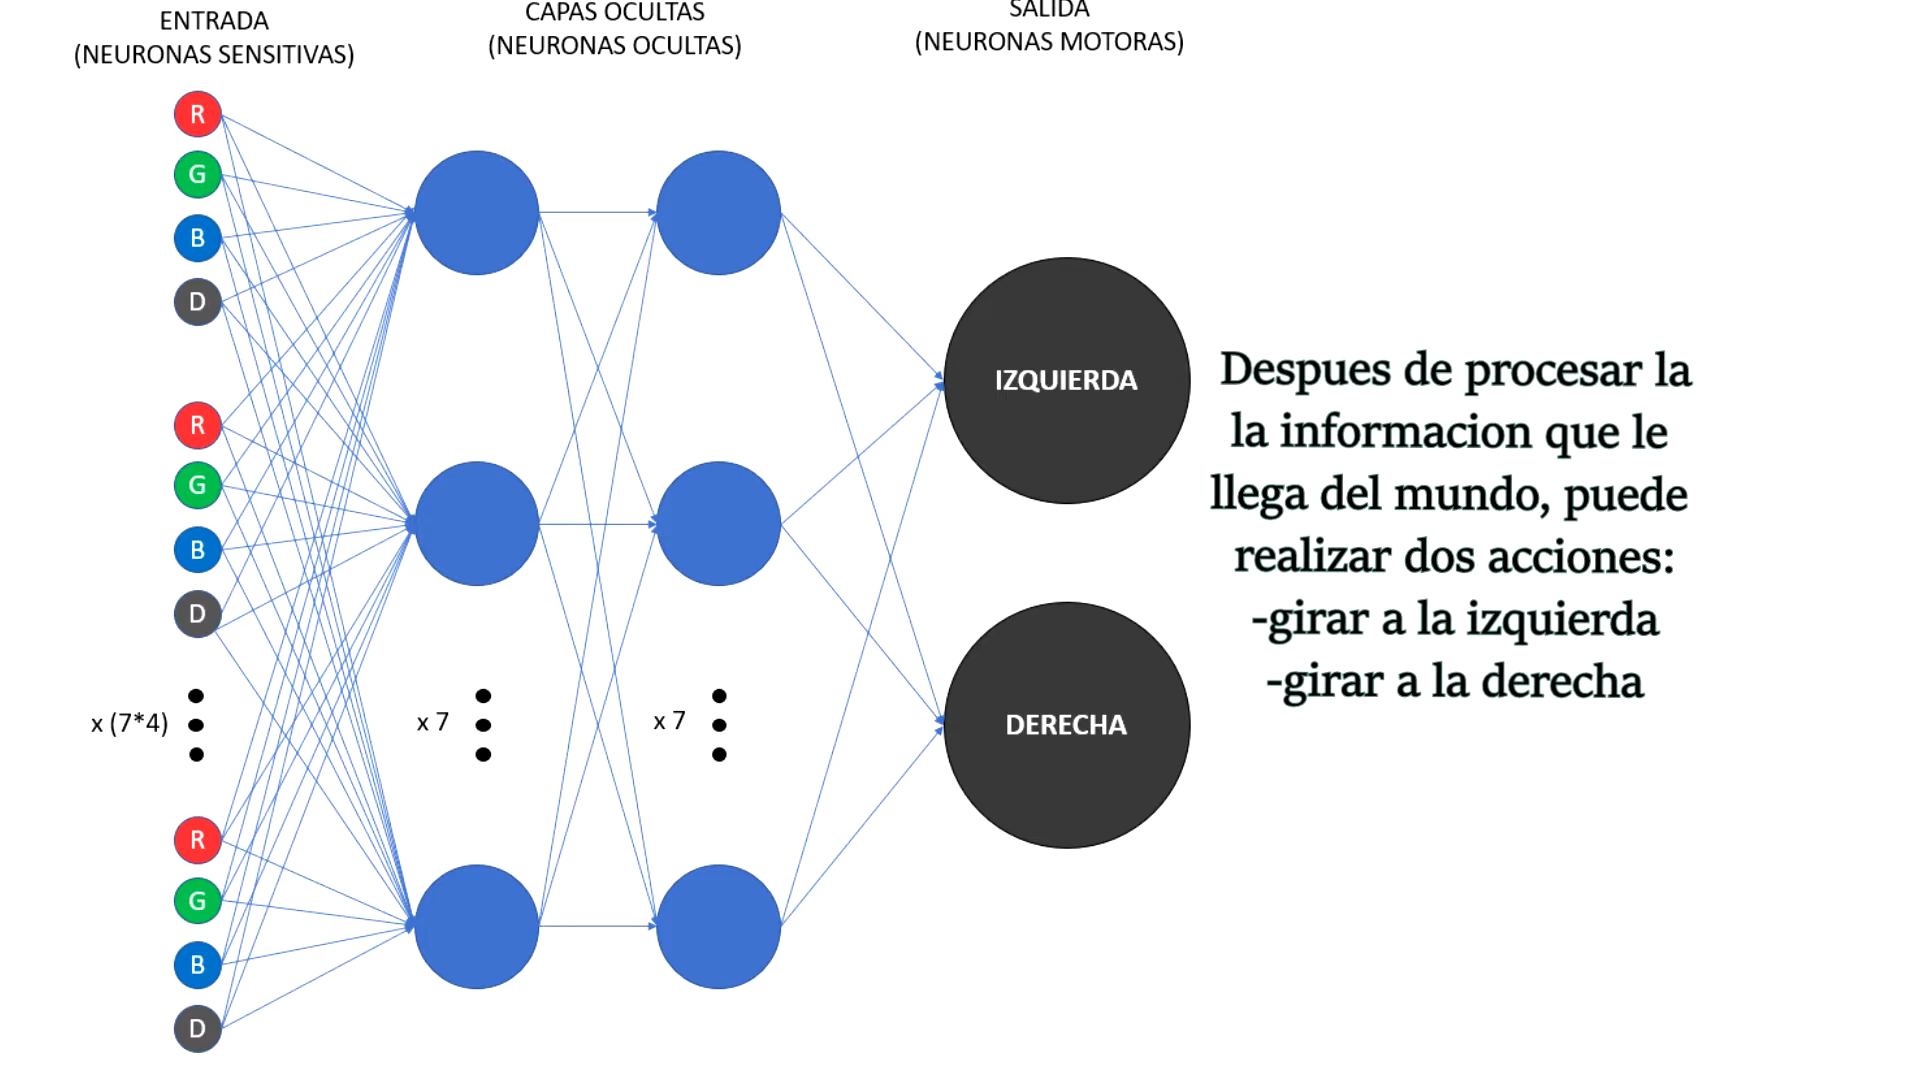 ENTRADA
(NEURONAS SENSITIVAS)
CAPAS OCULTAS
(NEURONAS OCULTAS)
SALIDA
(NEURONAS MOTORAS)
R
G
B
D
R
G
B
D
x (7*4)
x 7
x 7
R
G
B
D
IZQUIERDA
DERECHA
Despues de procesar la
la informacion que le
llega del mundo, puede
realizar dos acciones:
-girar a la izquierda
-girar a la derecha